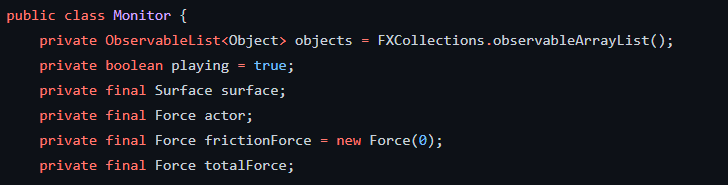 public class Monitor {
private ObservableList<Object> objects = FXCollections.observableArrayList();
private boolean playing = true;
private final Surface surface;
private final Force actor;
private final Force frictionForce = new Force(0);
private final Force totalForce;